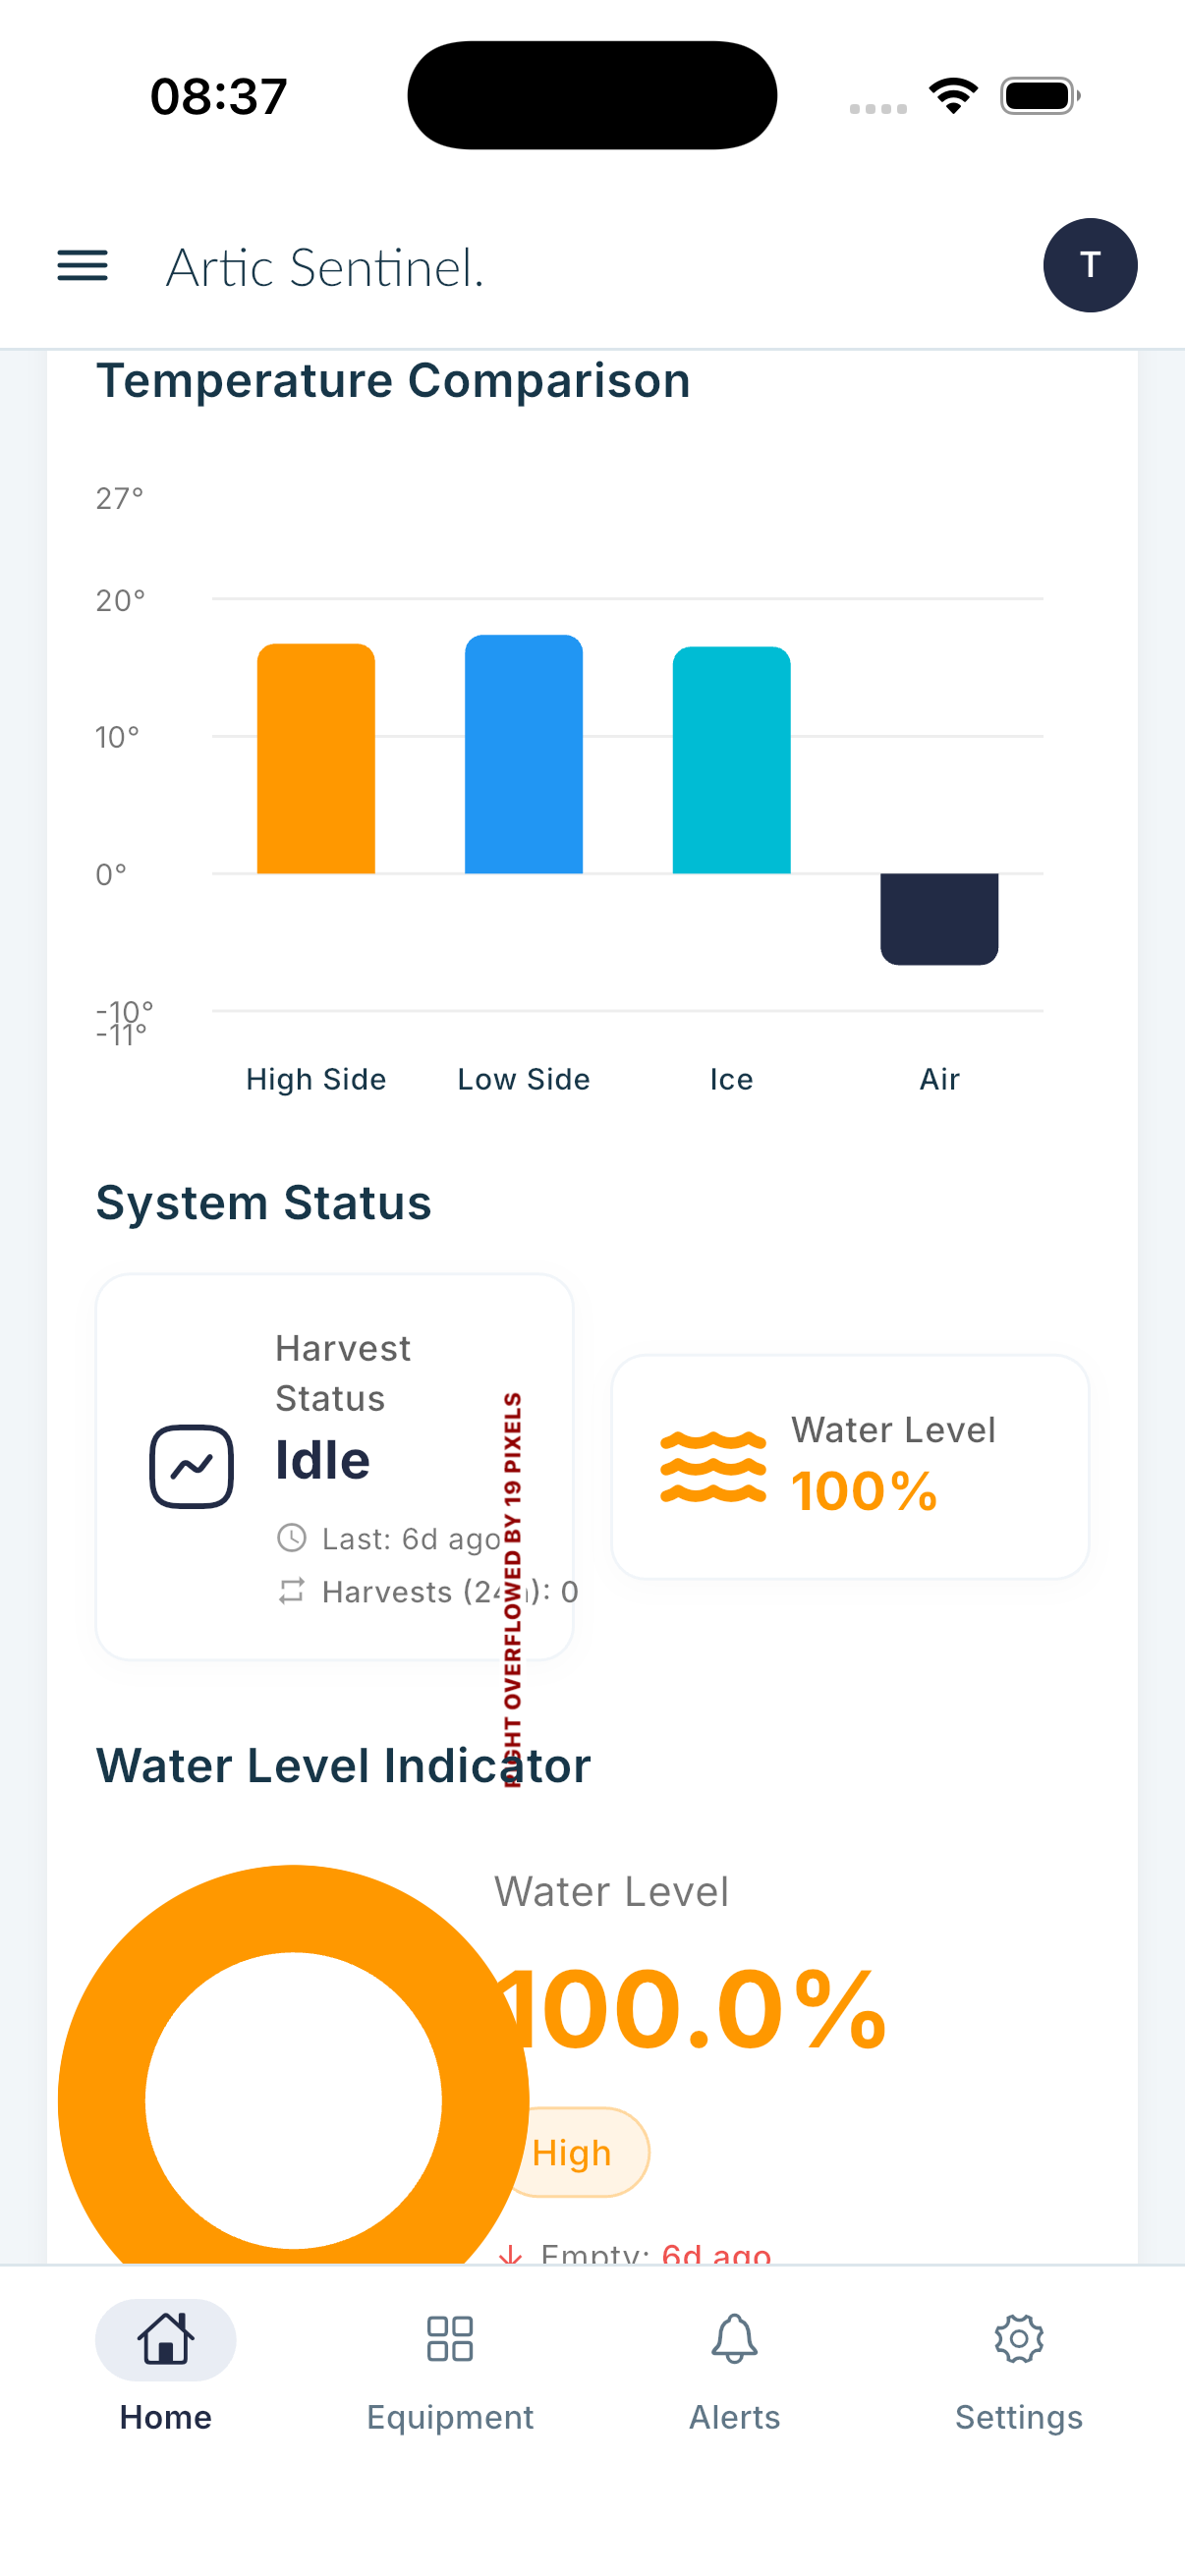 08:37
Artic Sentinel.
T
Temperature Comparison
27°
20°
10°
0°
-10°
-11°
High Side
Low Side
Ice
Air
System Status
Harvest
Status
Idle
Last: 6d ago
Harvests (24h): 0
RIGHT OVERFLOWED BY 19 PIXELS
Water Level
100%
Water Level Indicator
Water Level
100.0%
High
Empty: 6d ago
Home
Equipment
Alerts
Settings